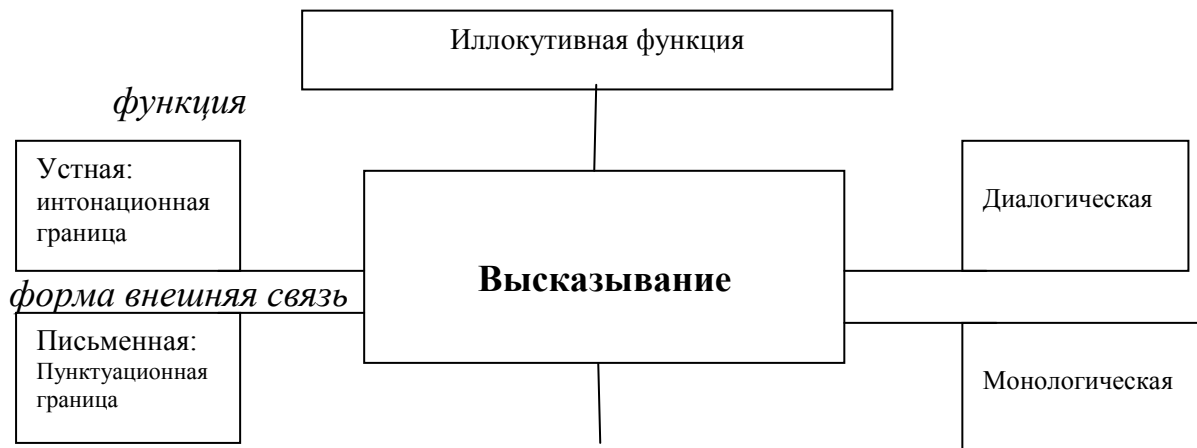 Иллокутивная функция
функция
Устная:
интонационная
граница
Диалогическая
Высказывание
форма внешняя связь
Письменная:
Пунктуационная
граница
Монологическая